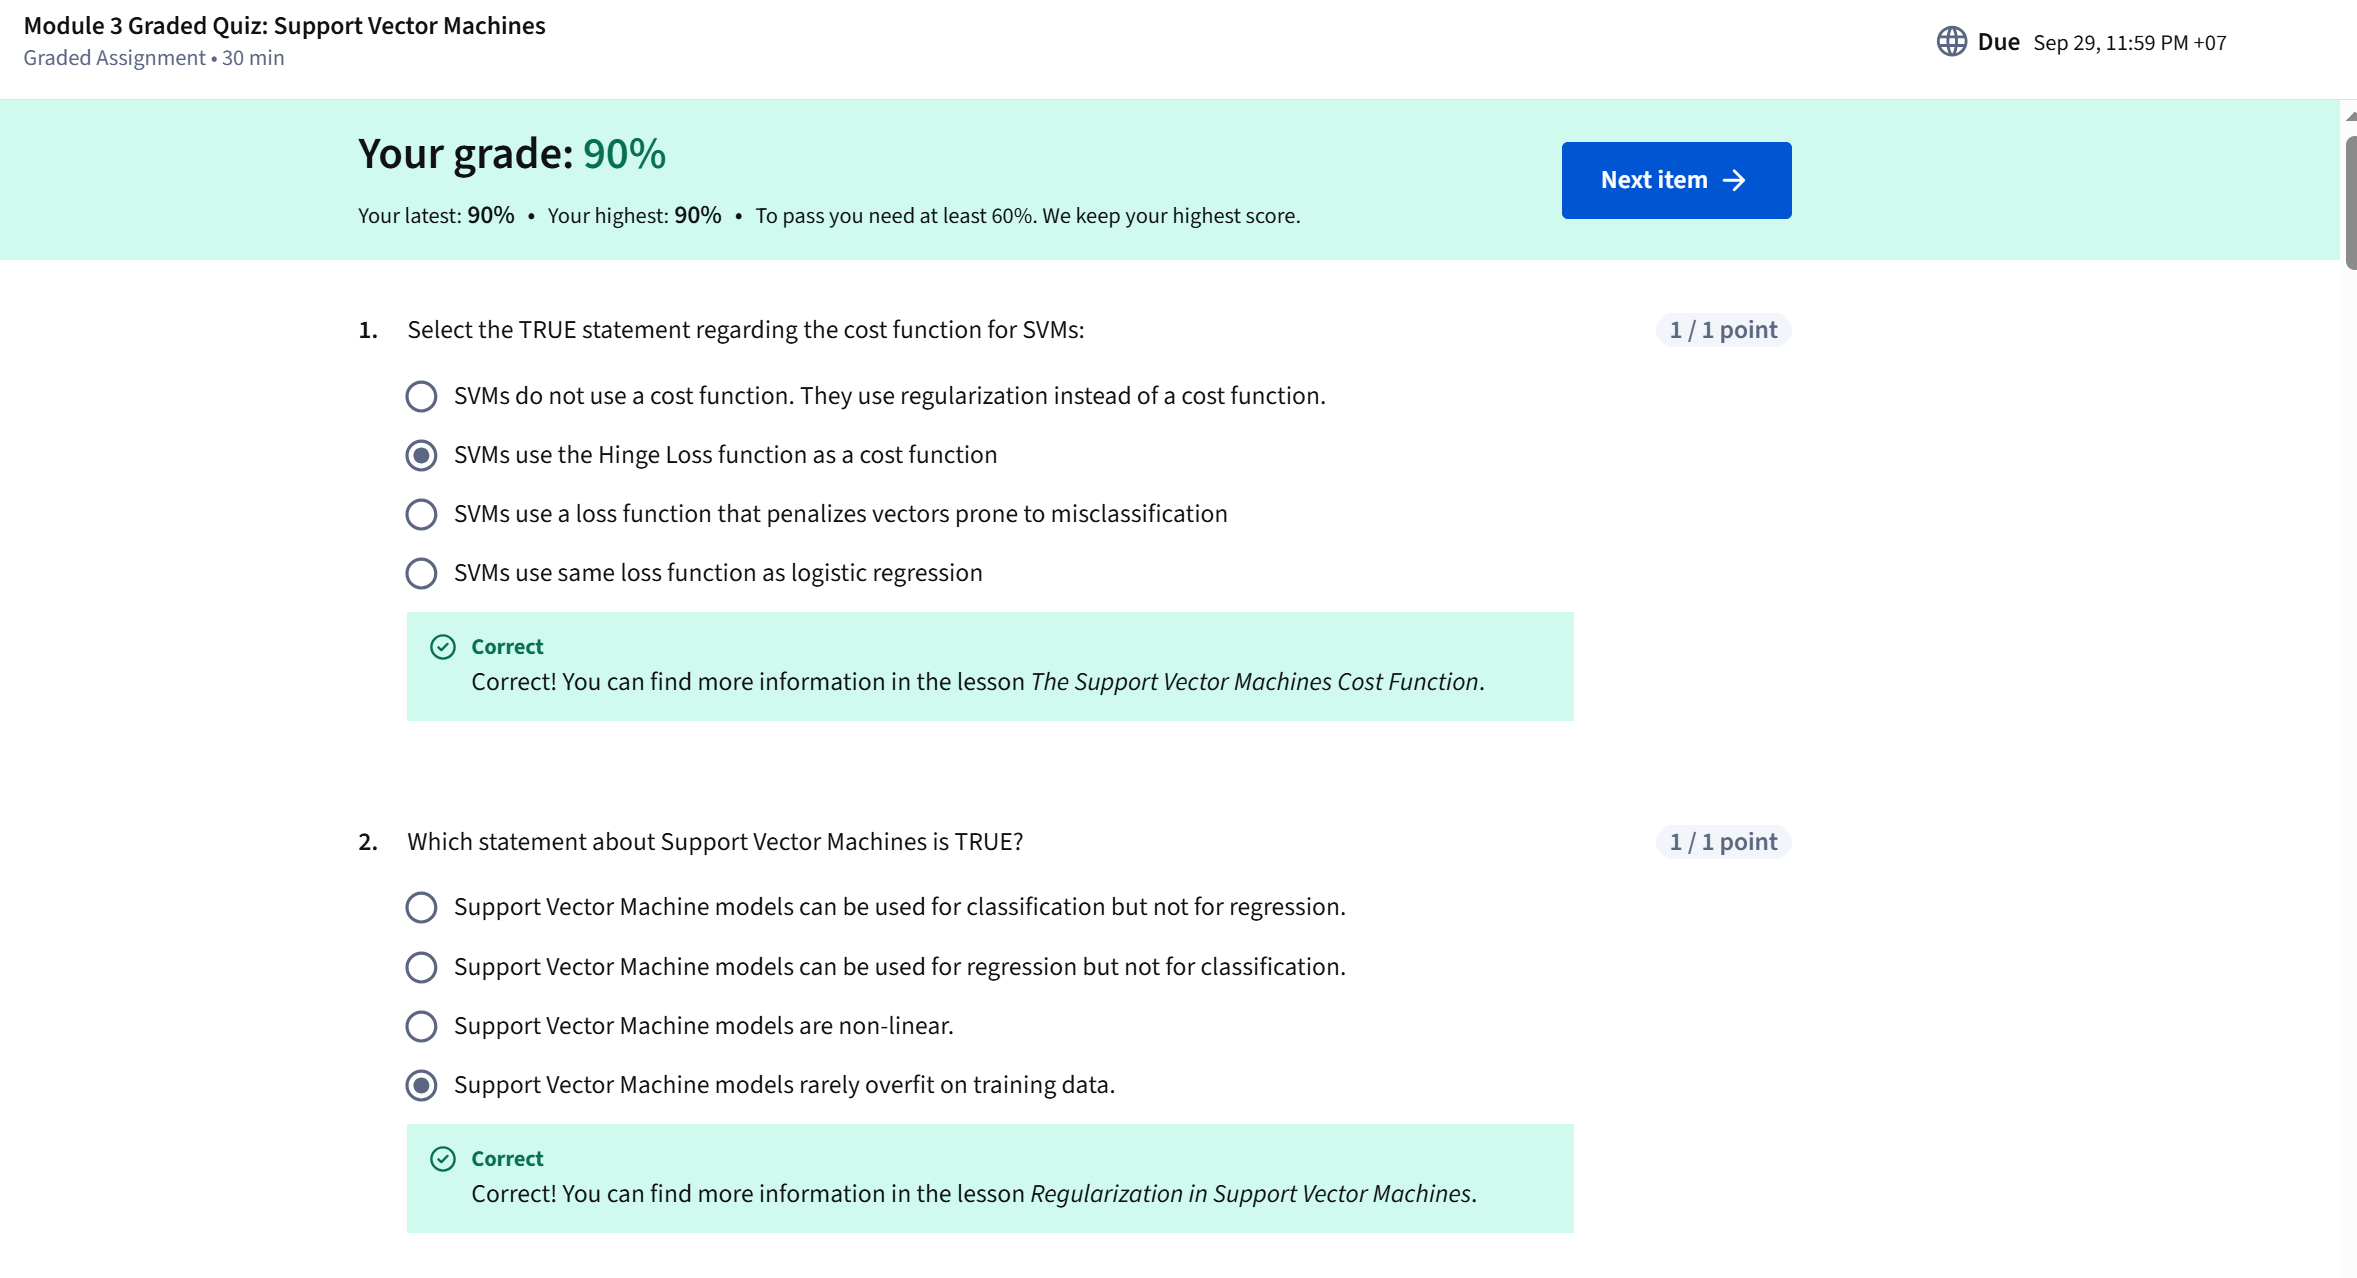 Module 3 Graded Quiz: Support Vector Machines
Graded Assignment • 30 min
Due Sep 29, 11:59 PM +07
Your grade: 90%
Your latest: 90% • Your highest: 90% • To pass you need at least 60%. We keep your highest score.
Next item →
1. Select the TRUE statement regarding the cost function for SVMs:
1 / 1 point
SVMs do not use a cost function. They use regularization instead of a cost function.
SVMs use the Hinge Loss function as a cost function
SVMs use a loss function that penalizes vectors prone to misclassification
SVMs use same loss function as logistic regression
Correct
Correct! You can find more information in the lesson The Support Vector Machines Cost Function.
2. Which statement about Support Vector Machines is TRUE?
1 / 1 point
Support Vector Machine models can be used for classification but not for regression.
Support Vector Machine models can be used for regression but not for classification.
Support Vector Machine models are non-linear.
Support Vector Machine models rarely overfit on training data.
Correct
Correct! You can find more information in the lesson Regularization in Support Vector Machines.